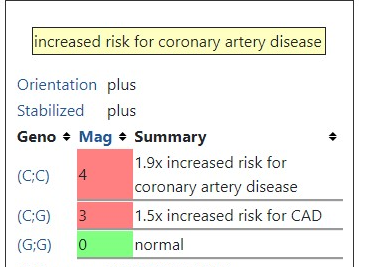 increased risk for coronary artery disease
Orientation plus
Stabilized plus
Geno Mag Summary
(C;C) 4 1.9x increased risk for
coronary artery disease
(C;G) 3 1.5x increased risk for CAD
(G;G) 0 normal